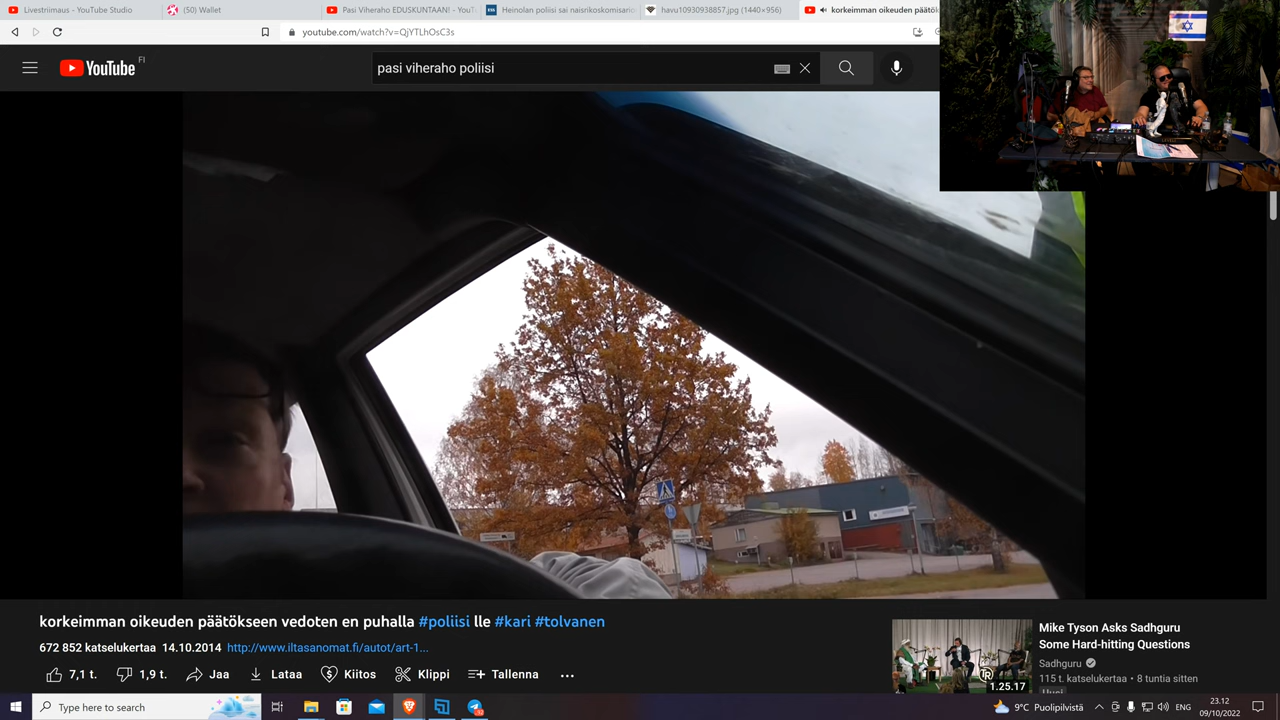 Livestriimaus - YouTube Studio
(50) Wallet
Pasi Viheraho EDUSKUNTAAN! - YouT
Heinolan poliisi sai naisrikoskomisario
havu10930938857.jpg (1440×956)
korkeimman oikeuden päätök
youtube.com/watch?v=QjYTLhOsC3s
YouTube FI
pasi viheraho poliisi
korkeimman oikeuden päätökseen vedoten en puhalla #poliisi lle #kari #tolvanen
672 852 katselukertaa 14.10.2014 http://www.iltasanomat.fi/autot/art-1...
7,1 t. 1,9 t. Jaa Lataa Kiitos Klippi Tallenna ...
1.25.17
Mike Tyson Asks Sadhguru
Some Hard-hitting Questions
Sadhguru
115 t. katselukertaa • 8 tuntia sitten
Uusi
Type here to search
9°C Puolipilvistä
ENG
23.12
09/10/2022